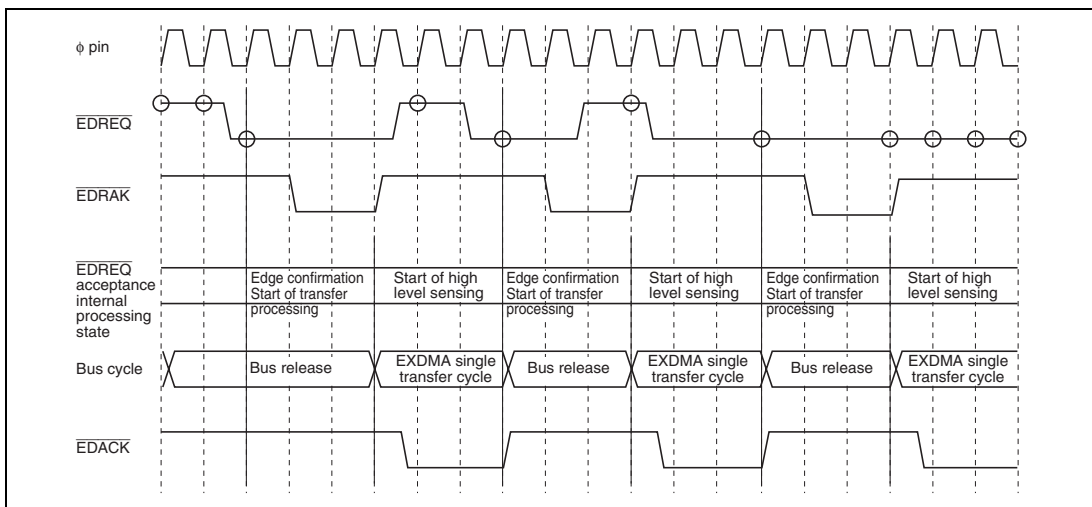 φ pin
EDREQ
EDRAK
EDREQ
acceptance
internal
processing
state
Edge confirmation
Start of transfer
processing
Start of high
level sensing
Edge confirmation
Start of transfer
processing
Start of high
level sensing
Edge confirmation
Start of transfer
processing
Start of high
level sensing
Bus cycle
Bus release
EXDMA single
transfer cycle
Bus release
EXDMA single
transfer cycle
Bus release
EXDMA single
transfer cycle
EDACK